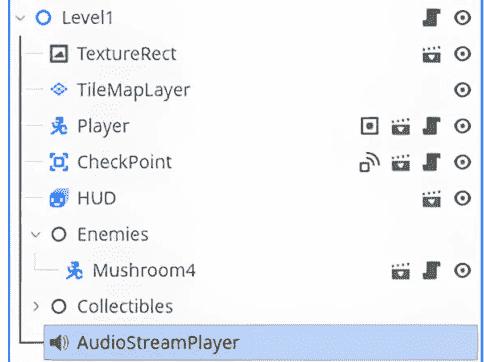 Level1
TextureRect
TileMapLayer
Player
CheckPoint
HUD
Enemies
Mushroom4
Collectibles
AudioStreamPlayer